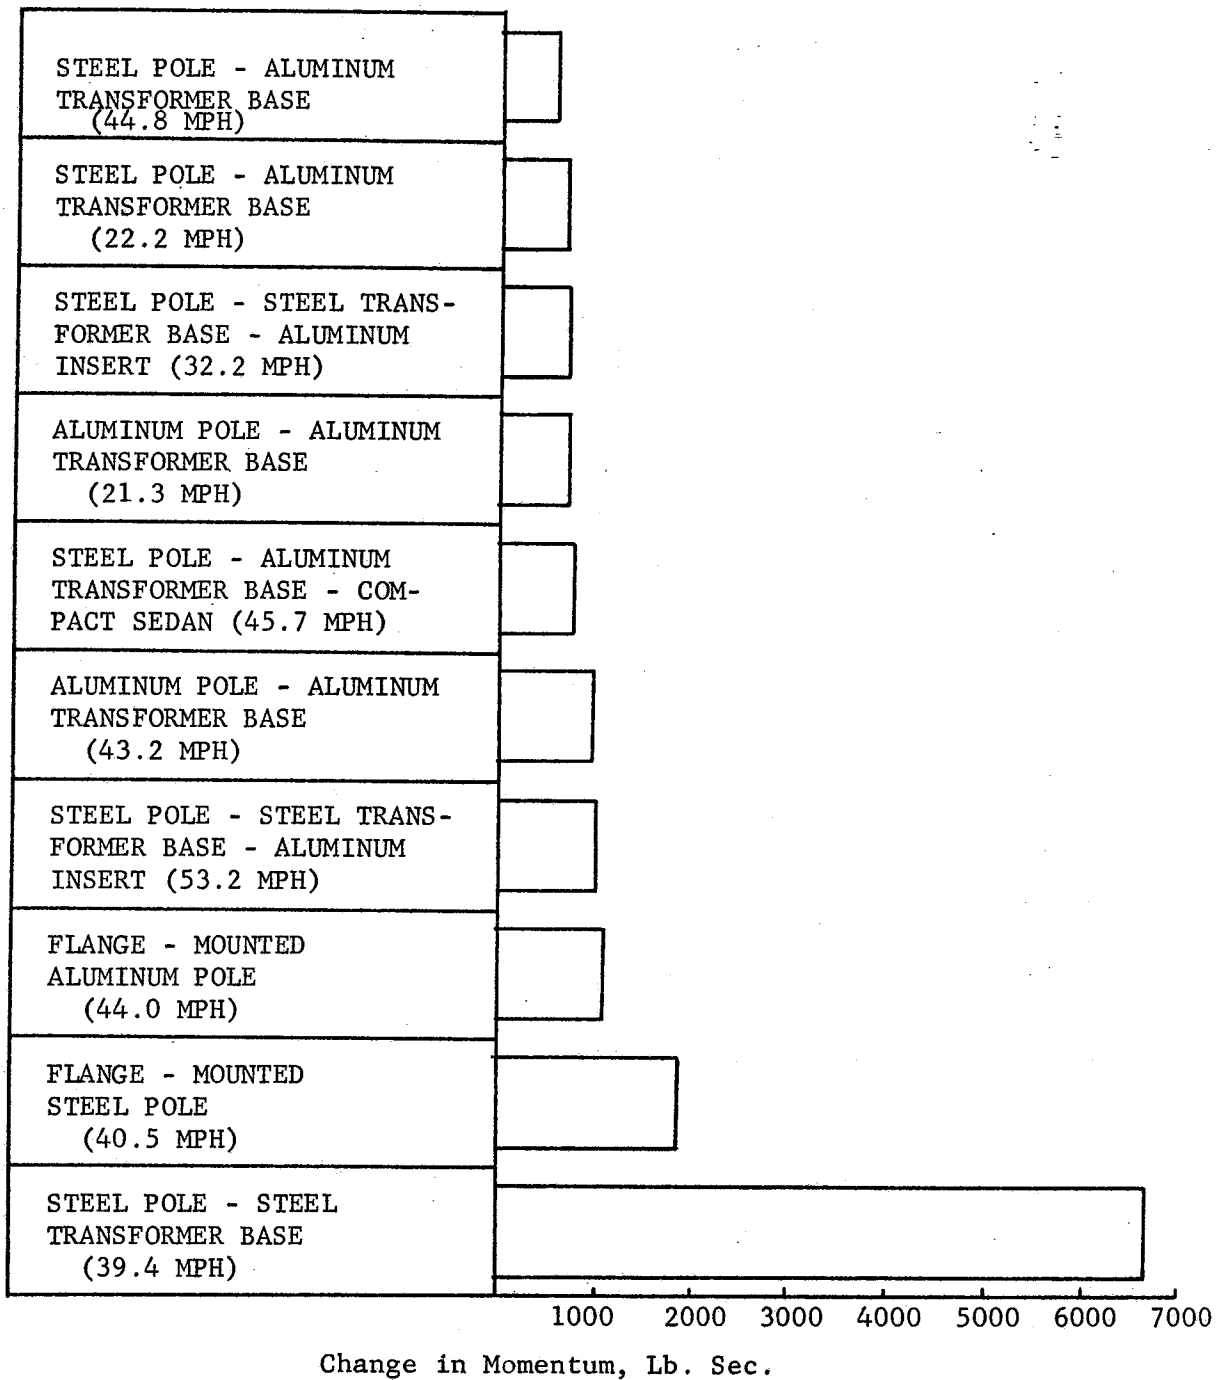 STEEL POLE - ALUMINUM
TRANSFORMER BASE
(44.8 MPH)
STEEL POLE - ALUMINUM
TRANSFORMER BASE
(22.2 MPH)
STEEL POLE - STEEL TRANS-
FORMER BASE - ALUMINUM
INSERT (32.2 MPH)
ALUMINUM POLE - ALUMINUM
TRANSFORMER BASE
(21.3 MPH)
STEEL POLE - ALUMINUM
TRANSFORMER BASE - COM-
PACT SEDAN (45.7 MPH)
ALUMINUM POLE - ALUMINUM
TRANSFORMER BASE
(43.2 MPH)
STEEL POLE - STEEL TRANS-
FORMER BASE - ALUMINUM
INSERT (53.2 MPH)
FLANGE - MOUNTED
ALUMINUM POLE
(44.0 MPH)
FLANGE - MOUNTED
STEEL POLE
(40.5 MPH)
STEEL POLE - STEEL
TRANSFORMER BASE
(39.4 MPH)
1000 2000 3000 4000 5000 6000 7000
Change in Momentum, Lb. Sec.